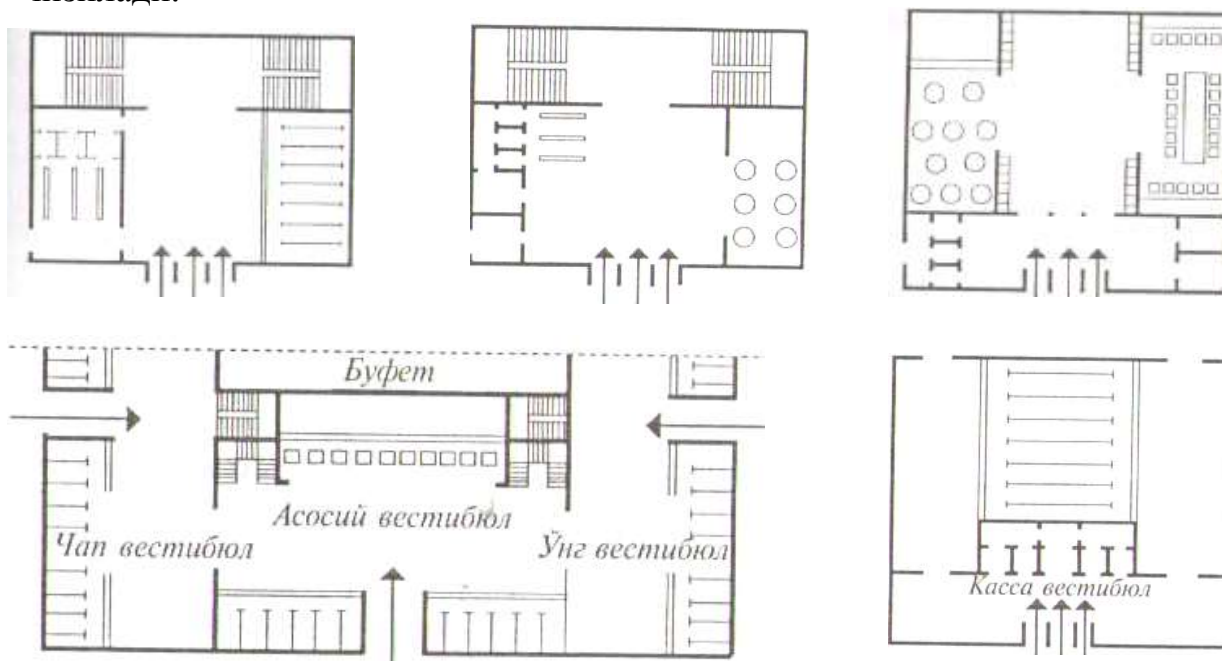 Буфет
Асосий вестибюл
Чап вестибюл
Ўнг вестибюл
Касса вестибюл